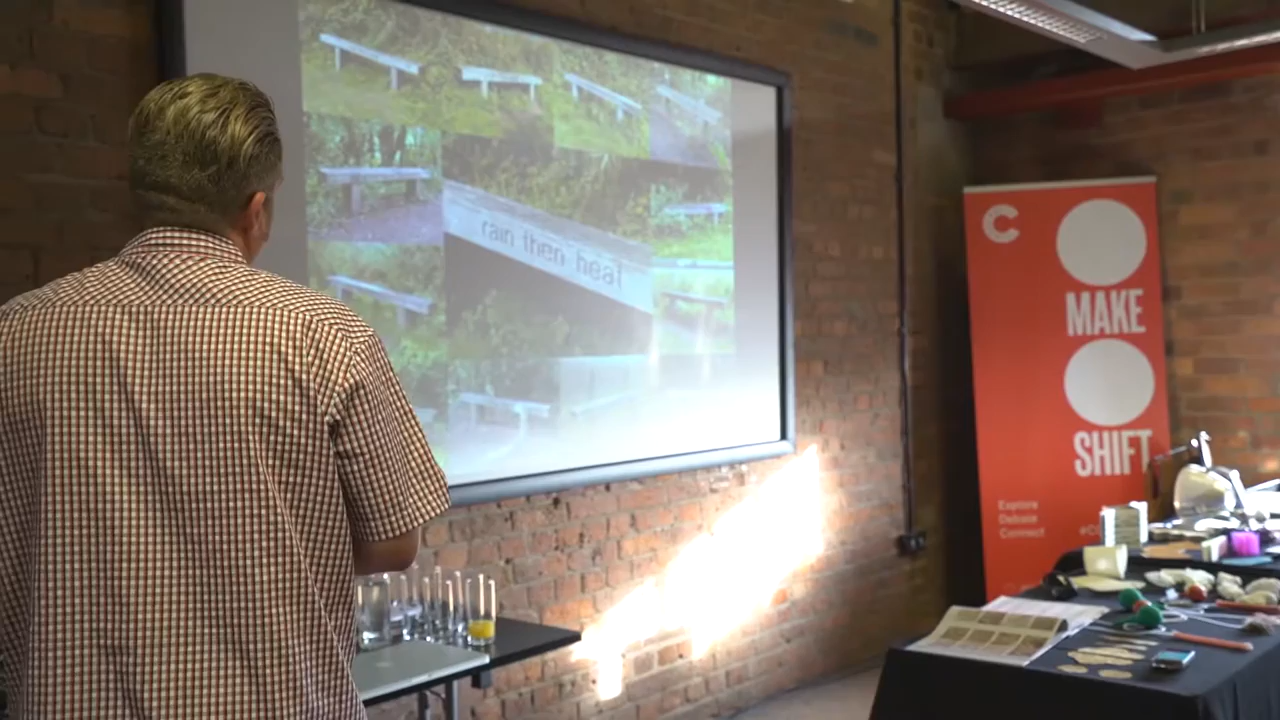 rain then heat
C
MAKE
SHIFT
Explore
Debate
Connect